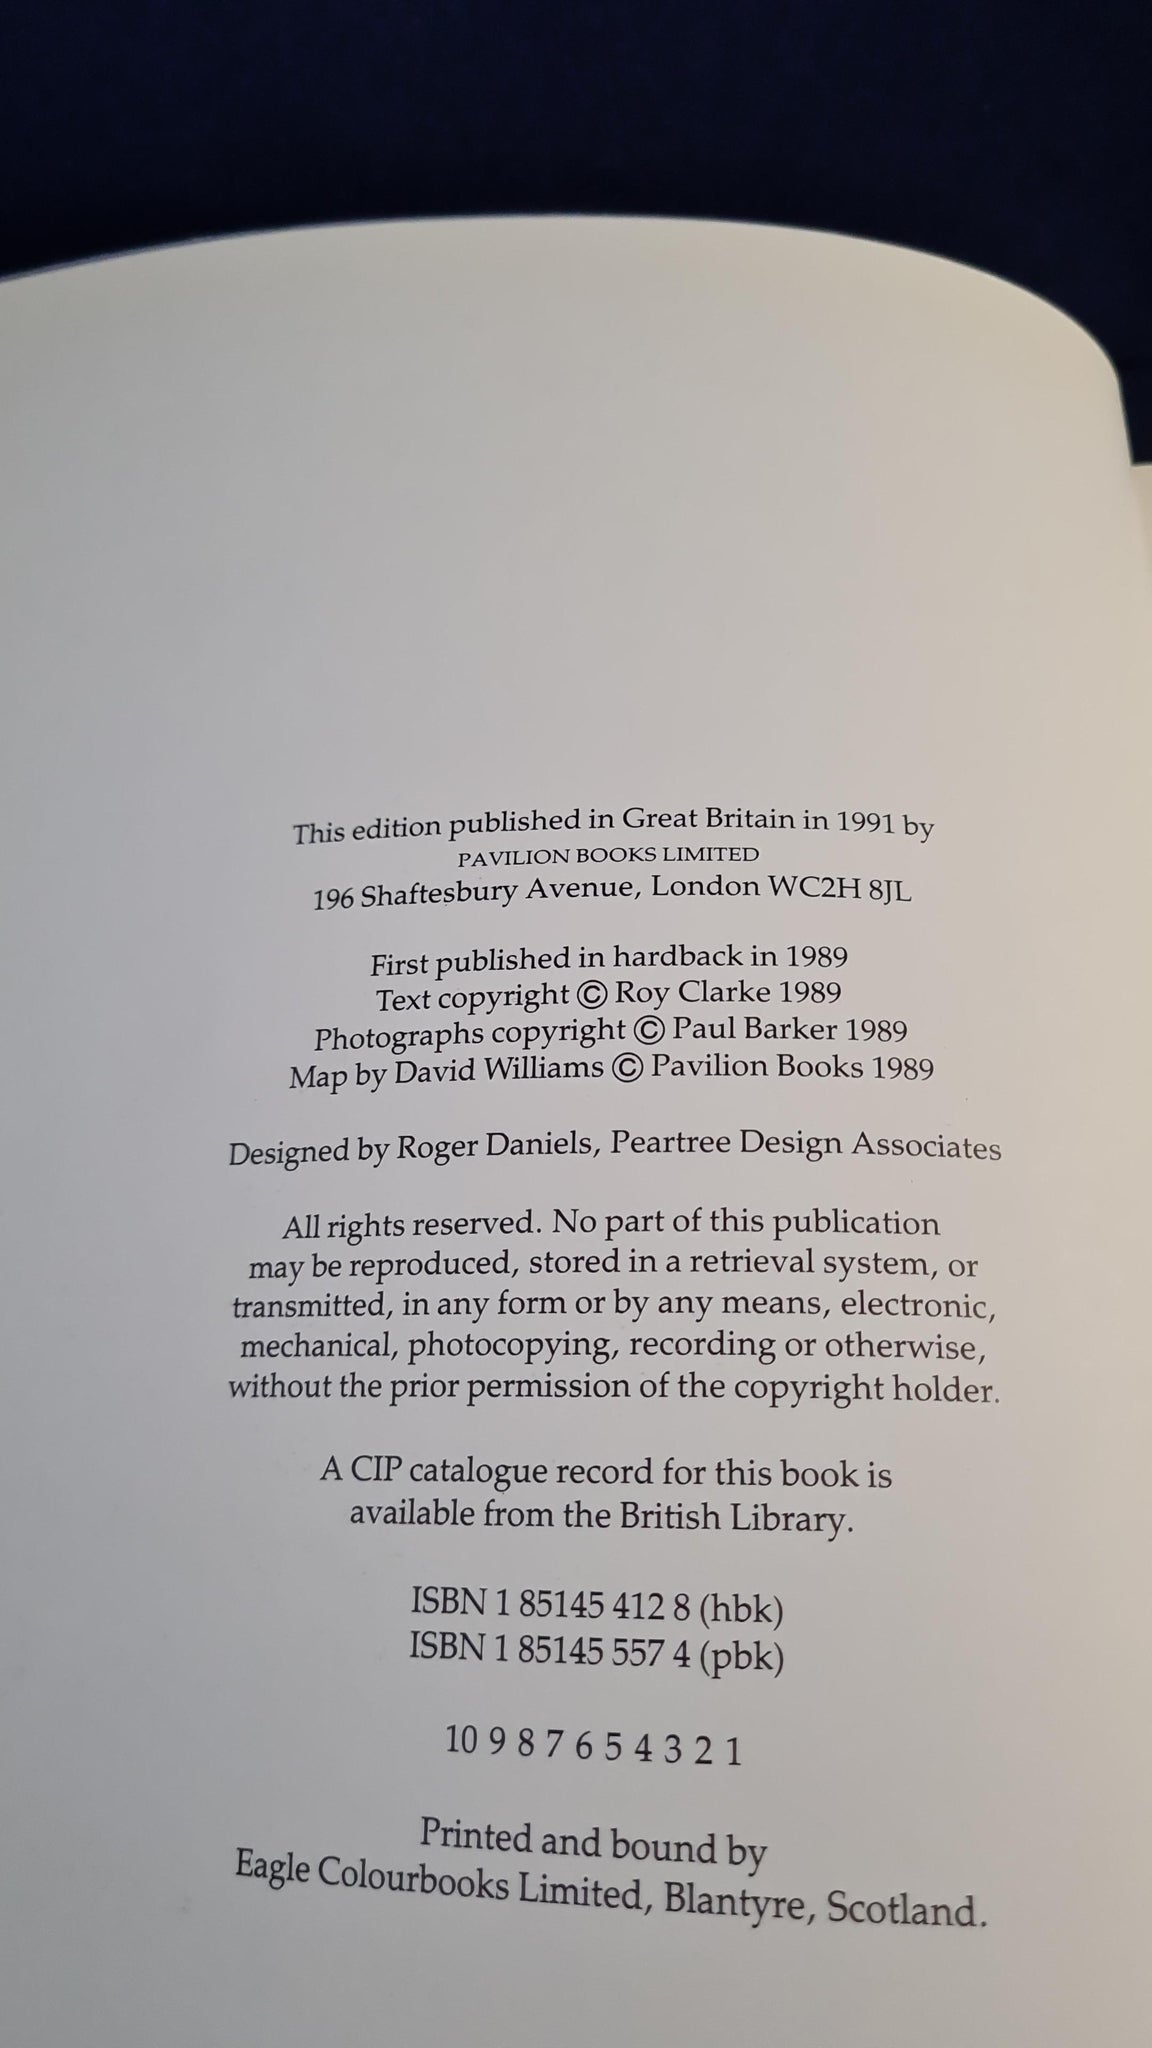 This edition published in Great Britain in 1991 by
PAVILION BOOKS LIMITED
196 Shaftesbury Avenue, London WC2H 8JL
First published in hardback in 1989
Text copyright © Roy Clarke 1989
Photographs copyright © Paul Barker 1989
Map by David Williams © Pavilion Books 1989
Designed by Roger Daniels, Peartree Design Associates
All rights reserved. No part of this publication
may be reproduced, stored in a retrieval system, or
transmitted, in any form or by any means, electronic,
mechanical, photocopying, recording or otherwise,
without the prior permission of the copyright holder.
A CIP catalogue record for this book is
available from the British Library.
ISBN 1 85145 412 8 (hbk)
ISBN 1 85145 557 4 (pbk)
10 9 8 7 6 5 4 3 2 1
Printed and bound by
Eagle Colourbooks Limited, Blantyre, Scotland.